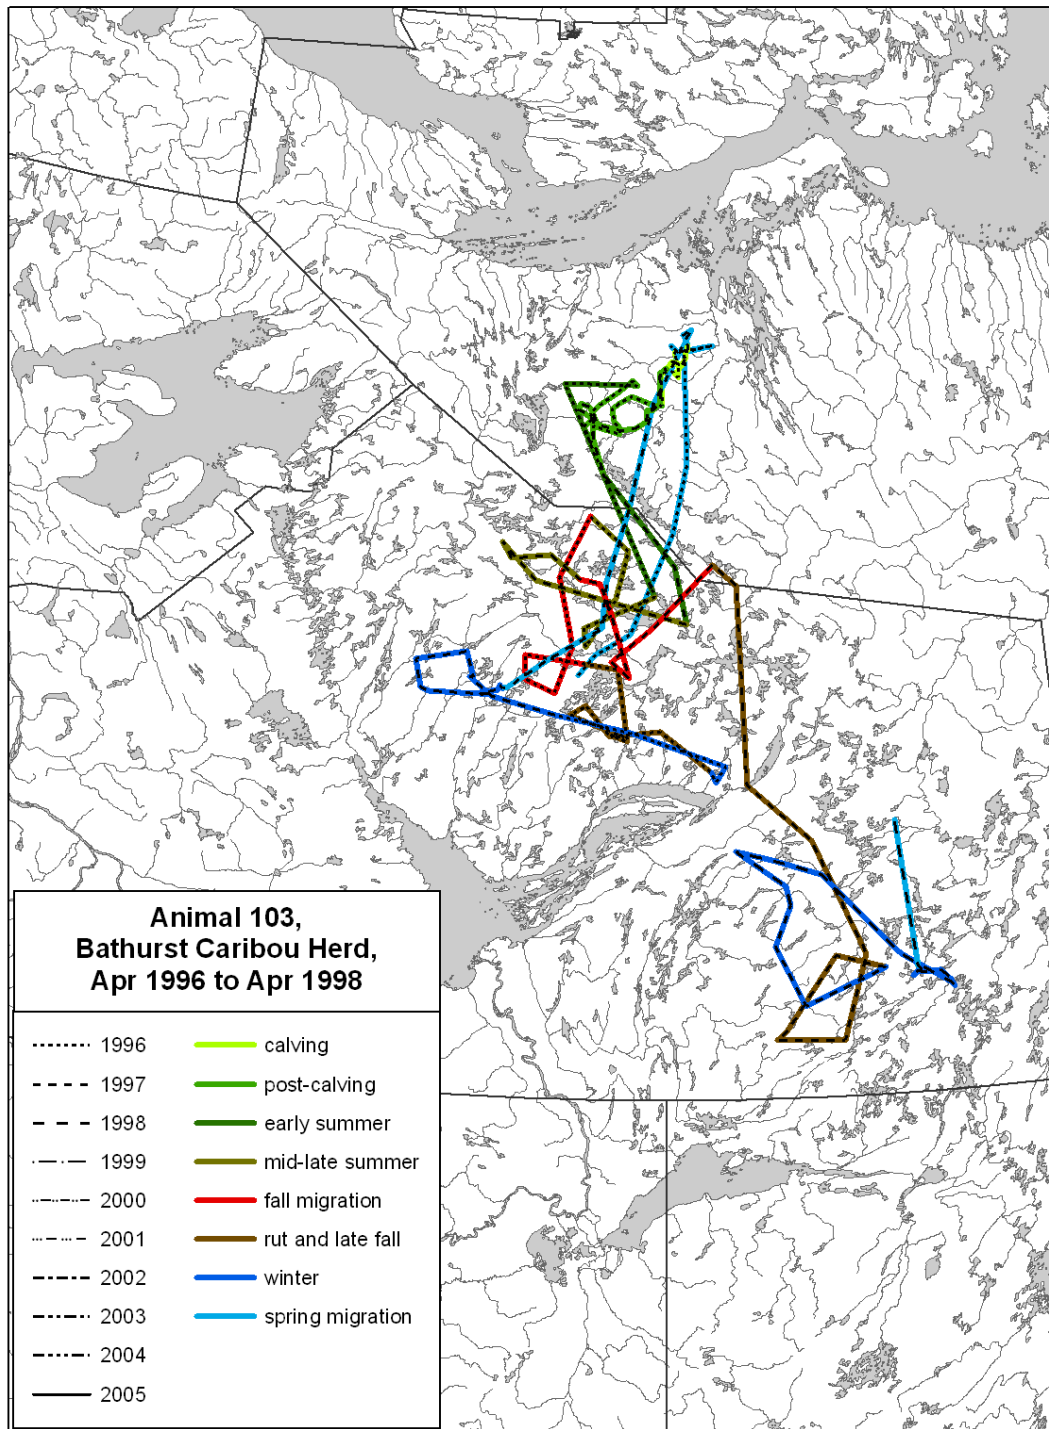 Animal 103,
Bathurst Caribou Herd,
Apr 1996 to Apr 1998
1996
1997
1998
1999
2000
2001
2002
2003
2004
2005
calving
post-calving
early summer
mid-late summer
fall migration
rut and late fall
winter
spring migration